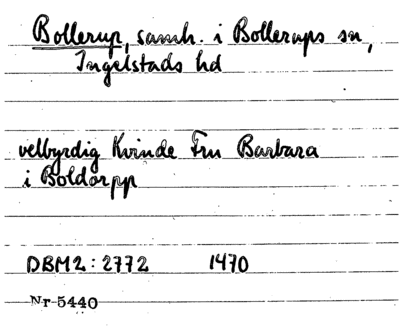 Bollerup, samh. i Bollerups sn,
Ingelstads hd
velbyrdig Kvinde Fru Barbara
i Boldorpp
DBM2: 2772 1470
Nr 5440